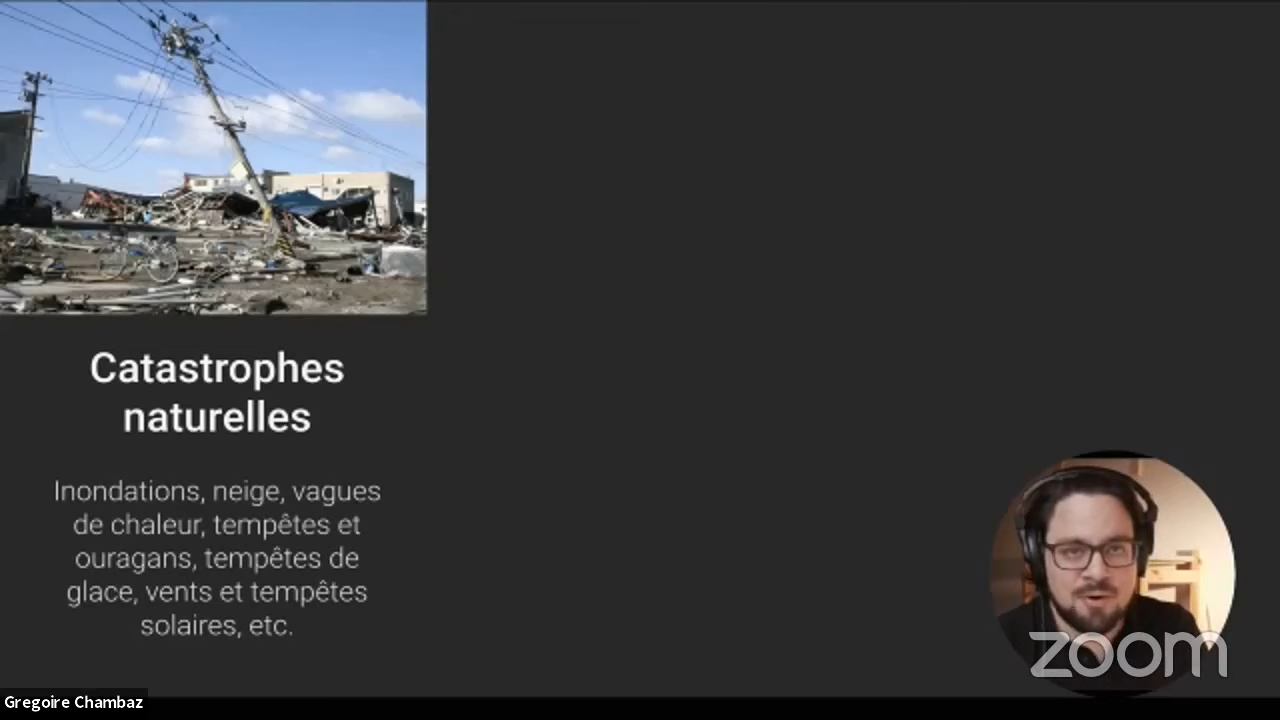 Catastrophes
naturelles
Inondations, neige, vagues
de chaleur, tempêtes et
ouragans, tempêtes de
glace, vents et tempêtes
solaires, etc.
zoom
Gregoire Chambaz